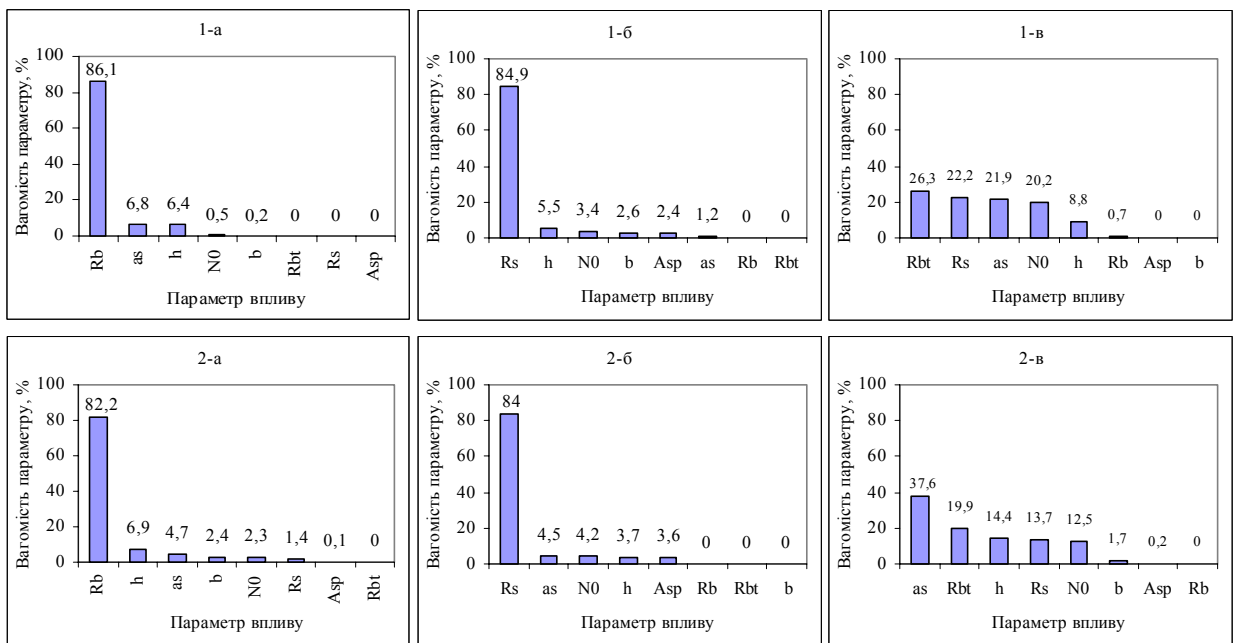 1-а
Вагомість параметру, %
100
80
60
40
20
0
86,1
6,8
6,4
0,5
0,2
0
0
0
Rb
as
h
N0
b
Rbt
Rs
Asp
Параметр впливу
1-б
Вагомість параметру, %
100
80
60
40
20
0
84,9
5,5
3,4
2,6
2,4
1,2
0
0
Rs
h
N0
b
Asp
as
Rb
Rbt
Параметр впливу
1-в
Вагомість параметру, %
100
80
60
40
20
0
26,3
22,2
21,9
20,2
8,8
0,7
0
0
Rbt
Rs
as
N0
h
Rb
Asp
b
Параметр впливу
2-а
Вагомість параметру, %
100
80
60
40
20
0
82,2
6,9
4,7
2,4
2,3
1,4
0,1
0
Rb
h
as
b
N0
Rs
Asp
Rbt
Параметр впливу
2-б
Вагомість параметру, %
100
80
60
40
20
0
84
4,5
4,2
3,7
3,6
0
0
0
Rs
as
N0
h
Asp
Rb
Rbt
b
Параметр впливу
2-в
Вагомість параметру, %
100
80
60
40
20
0
37,6
19,9
14,4
13,7
12,5
1,7
0,2
0
as
Rbt
h
Rs
N0
b
Asp
Rb
Параметр впливу